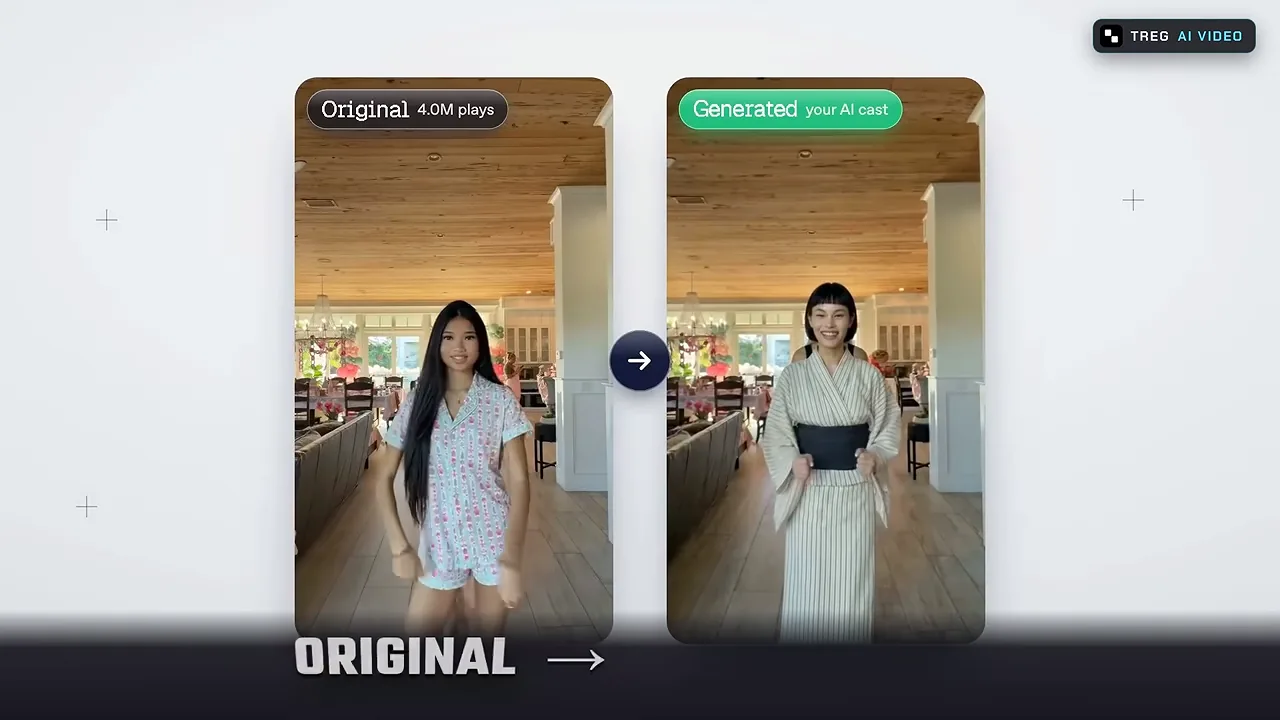 TREG AI VIDEO
Original 4.0M plays
Generated your AI cast
ORIGINAL →